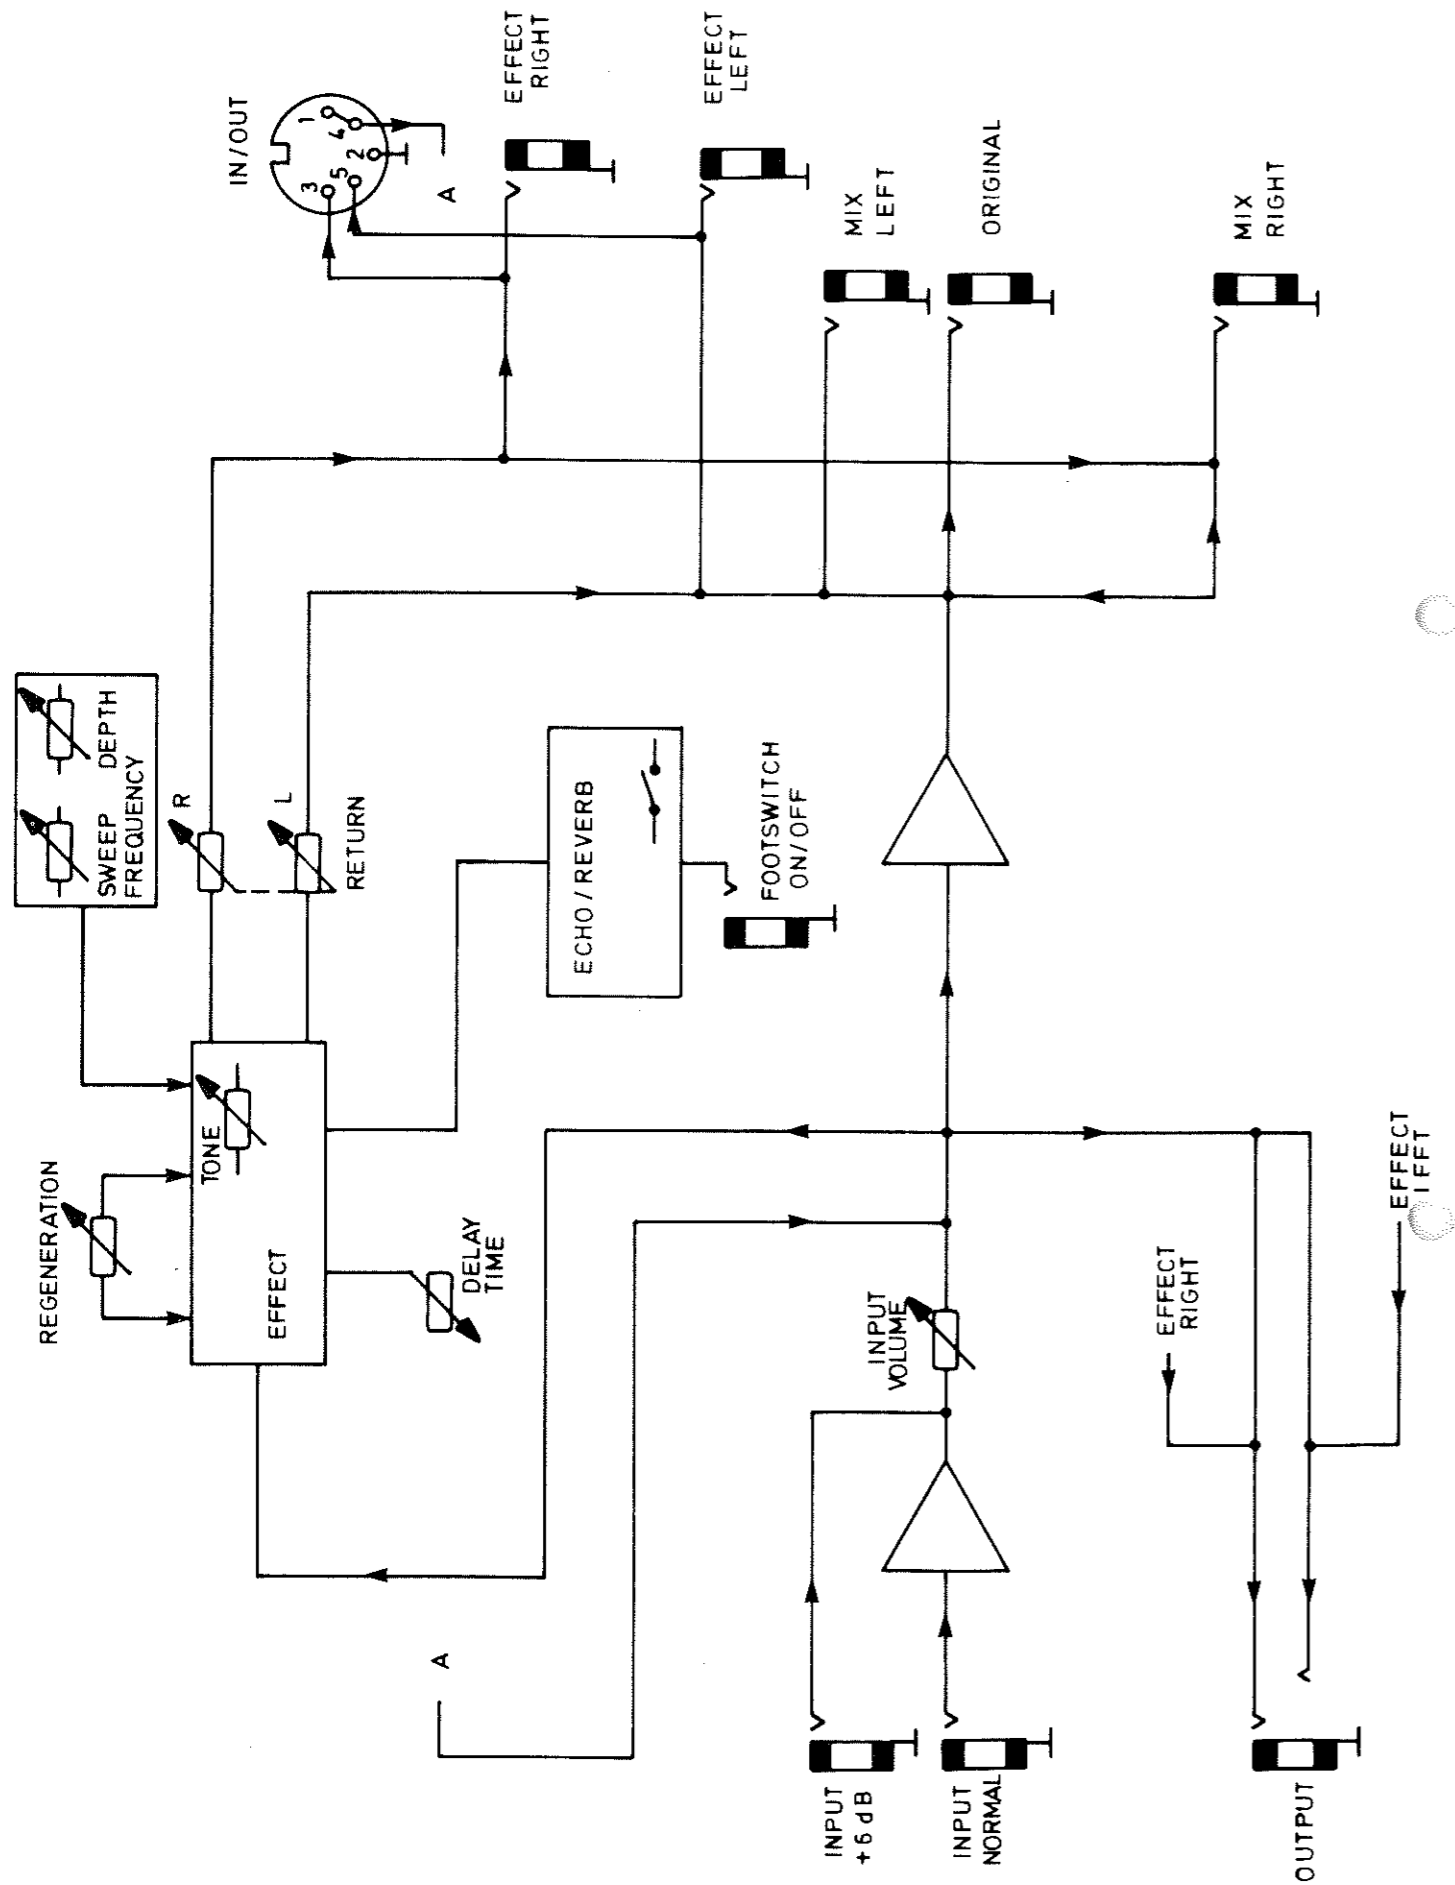 REGENERATION
SWEEP DEPTH
FREQUENCY
TONE
EFFECT
DELAY
TIME
R
L
RETURN
ECHO/REVERB
FOOTSWITCH
ON/OFF
IN/OUT
3
5
2
4
1
A
EFFECT
RIGHT
EFFECT
LEFT
MIX
LEFT
ORIGINAL
MIX
RIGHT
A
INPUT
+6 dB
INPUT
NORMAL
INPUT
VOLUME
EFFECT
RIGHT
EFFECT
OUTPUT